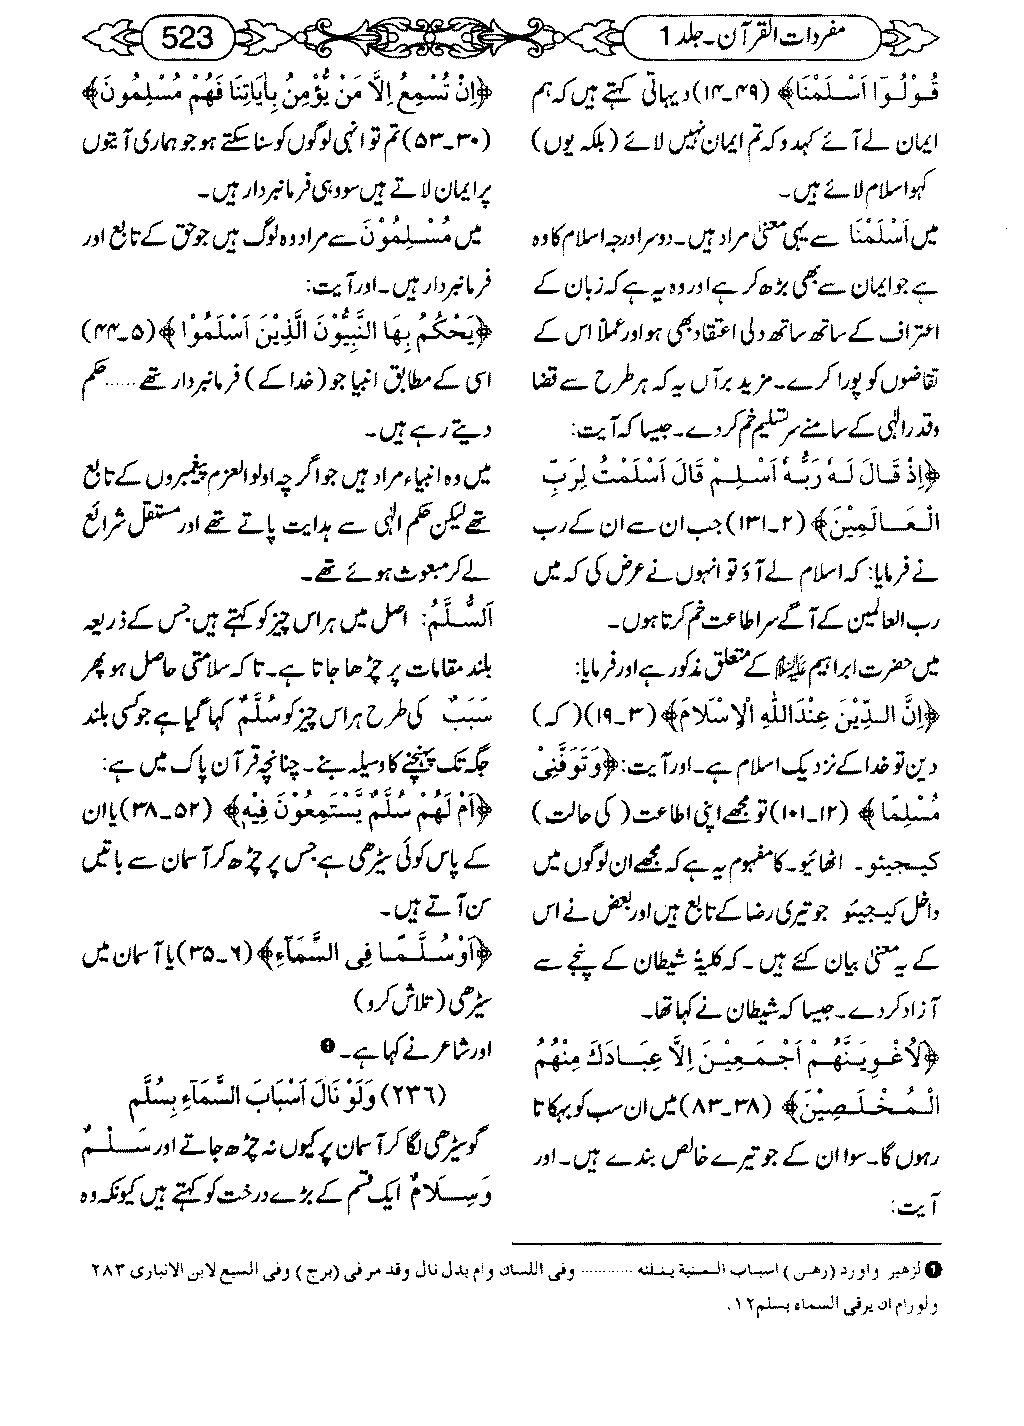 مفردات القرآن۔جلد 1
523
قُوْلُوْا اَسْلَمْنَا﴾ (۴۹۔۱۴) دیہاتی کہتے ہیں کہ ہم
ایمان لے آئے کہدو کہ تم ایمان نہیں لائے (بلکہ یوں)
کہو اسلام لائے ہیں۔
میں اَسْلَمْنَا سے یہی معنٰی مراد ہیں۔ دوسرا درجہ اسلام کا وہ
ہے جو ایمان سے بھی بڑھ کر ہے اور وہ یہ ہے کہ زبان کے
اعتراف کے ساتھ ساتھ دلی اعتقاد بھی ہو اور عملاً اس کے
تقاضوں کو پورا کرے۔ مزید برآں یہ کہ ہر طرح سے قضا
وقدر الٰہی کے سامنے سر تسلیم خم کردے۔ جیسا کہ آیت:
﴿اِذْ قَالَ لَهٗ رَبُّهٗ اَسْلِمْ قَالَ اَسْلَمْتُ لِرَبِّ
الْعَالَمِیْنَ﴾ (۲۔۱۳۱) جب ان سے ان کے رب
نے فرمایا: کہ اسلام لے آؤ تو انہوں نے عرض کی کہ میں
رب العالمین کے آگے سر اطاعت خم کرتا ہوں۔
میں حضرت ابراہیم علیہ السلام کے متعلق مذکور ہے اور فرمایا:
﴿اِنَّ الدِّیْنَ عِنْدَاللّٰهِ الْاِسْلَامَ﴾ (۳۔۱۹) (کہ)
دین تو خدا کے نزدیک اسلام ہے۔ اور آیت: ﴿وَتَوَفَّنِیْ
مُسْلِمًا﴾ (۱۲۔۱۰۱) تو مجھے اپنی اطاعت (کی حالت)
کیجیئو۔ اٹھائیو۔ کا مفہوم یہ ہے کہ مجھے ان لوگوں میں
داخل کیجیئو جو تیری رضا کے تابع ہیں اور بعض نے اس
کے یہ معنٰی بیان کئے ہیں۔ کہ کلیۃً شیطان کے پنجے سے
آزاد کردے۔ جیسا کہ شیطان نے کہا تھا۔
﴿لَاُغْوِیَنَّهُمْ اَجْمَعِیْنَ اِلَّا عِبَادَكَ مِنْهُمُ
الْمُخْلَصِیْنَ﴾ (۳۸۔۸۳) میں ان سب کو بہکاتا
رہوں گا۔ سوا ان کے جو تیرے خالص بندے ہیں۔ اور
آیت:
﴿اِنْ تُسْمِعُ اِلَّا مَنْ یُّؤْمِنُ بِاٰیَاتِنَا فَهُمْ مُسْلِمُوْنَ﴾
(۳۰۔۵۳) تم تو انہی لوگوں کو سنا سکتے ہو جو ہماری آیتوں
پر ایمان لاتے ہیں سو وہی فرمانبردار ہیں۔
میں مُسْلِمُوْنَ سے مراد وہ لوگ ہیں جو حق کے تابع اور
فرمانبردار ہیں۔ اور آیت:
﴿یَحْكُمُ بِهَا النَّبِیُّوْنَ الَّذِیْنَ اَسْلَمُوْا﴾ (۵۔۴۴)
اسی کے مطابق انبیا جو (خدا کے) فرمانبردار تھے ..... حکم
دیتے رہے ہیں۔
میں وہ انبیاء مراد ہیں جو اگرچہ اولو العزم پیغمبروں کے تابع
تھے لیکن حکم الٰہی سے ہدایت پاتے تھے اور مستقل شرائع
لے کر مبعوث ہوئے تھے۔
اَلسُّلَّمُ: اصل میں ہر اس چیز کو کہتے ہیں جس کے ذریعہ
بلند مقامات پر چڑھا جاتا ہے۔ تاکہ سلامتی حاصل ہو پھر
سَبَبٌ کی طرح ہر اس چیز کو سُلَّمٌ کہا گیا ہے جو کسی بلند
جگہ تک پہنچنے کا وسیلہ بنے۔ چنانچہ قرآن پاک میں ہے:
﴿اَمْ لَهُمْ سُلَّمٌ یَّسْتَمِعُوْنَ فِیْهِ﴾ (۵۲۔۳۸) یا ان
کے پاس کوئی سیڑھی ہے جس پر چڑھ کر آسمان سے باتیں
سن آتے ہیں۔
﴿اَوْ سُلَّمًا فِی السَّمَآءِ﴾ (۶۔۳۵) یا آسمان میں
سیڑھی (تلاش کرو)
اور شاعر نے کہا ہے۔ ❶
(۲۳۶) وَلَوْ نَالَ اَسْبَابَ السَّمَآءِ بِسُلَّم
گو سیڑھی لگا کر آسمان پر کیوں نہ چڑھ جاتے اور سَلْمٌ
وَسِلَامٌ ایک قسم کے بڑے درخت کو کہتے ہیں کیونکہ وہ
❶ لزهير واورد (رهن) اسباب المنية ينلنه .......... وفى اللسان وام بدل نال وقد مر فى (برج) وفى السبع لابن الانبارى ۲۸۳
ولو رام ان يرقى السماء بسلم ۱۲.